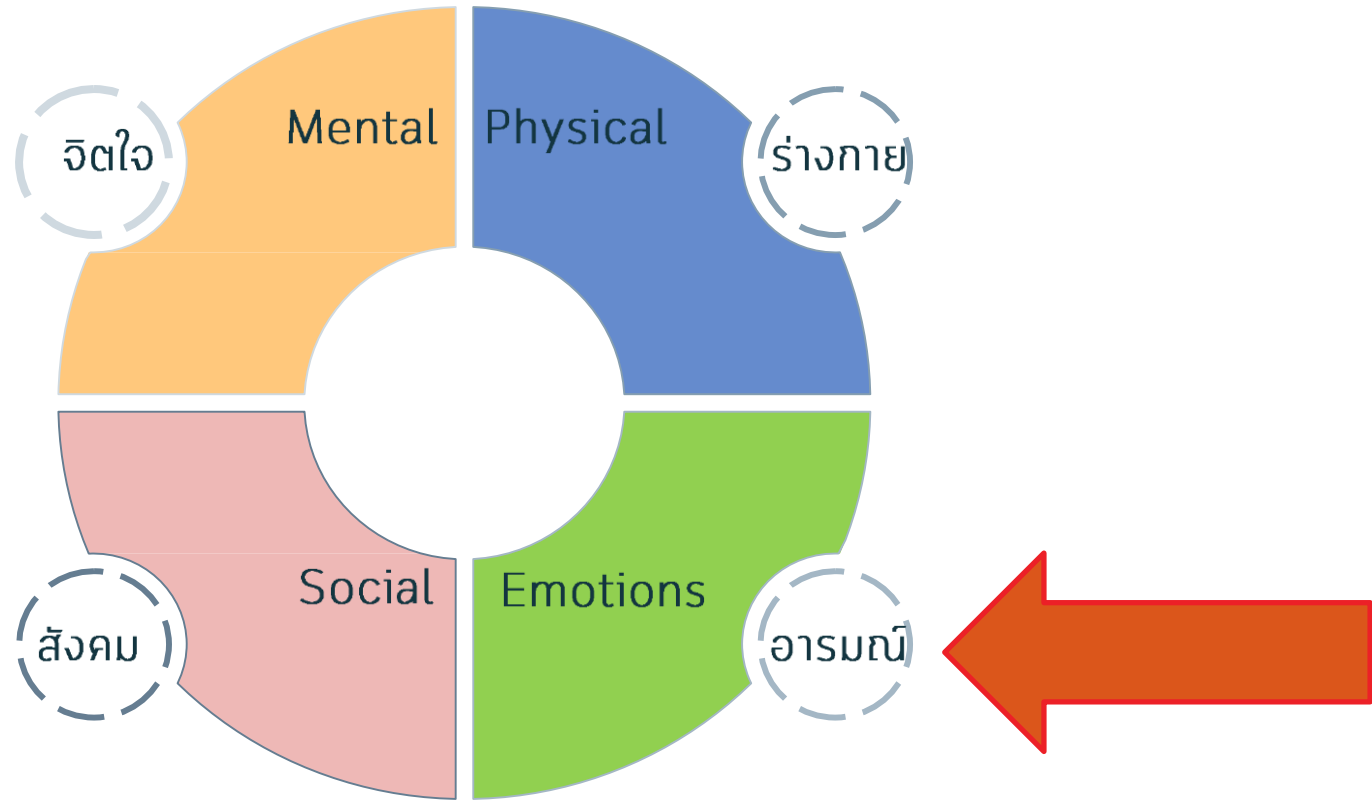 จิตใจ
Mental
Physical
ร่างกาย
สังคม
Social
Emotions
อารมณ์